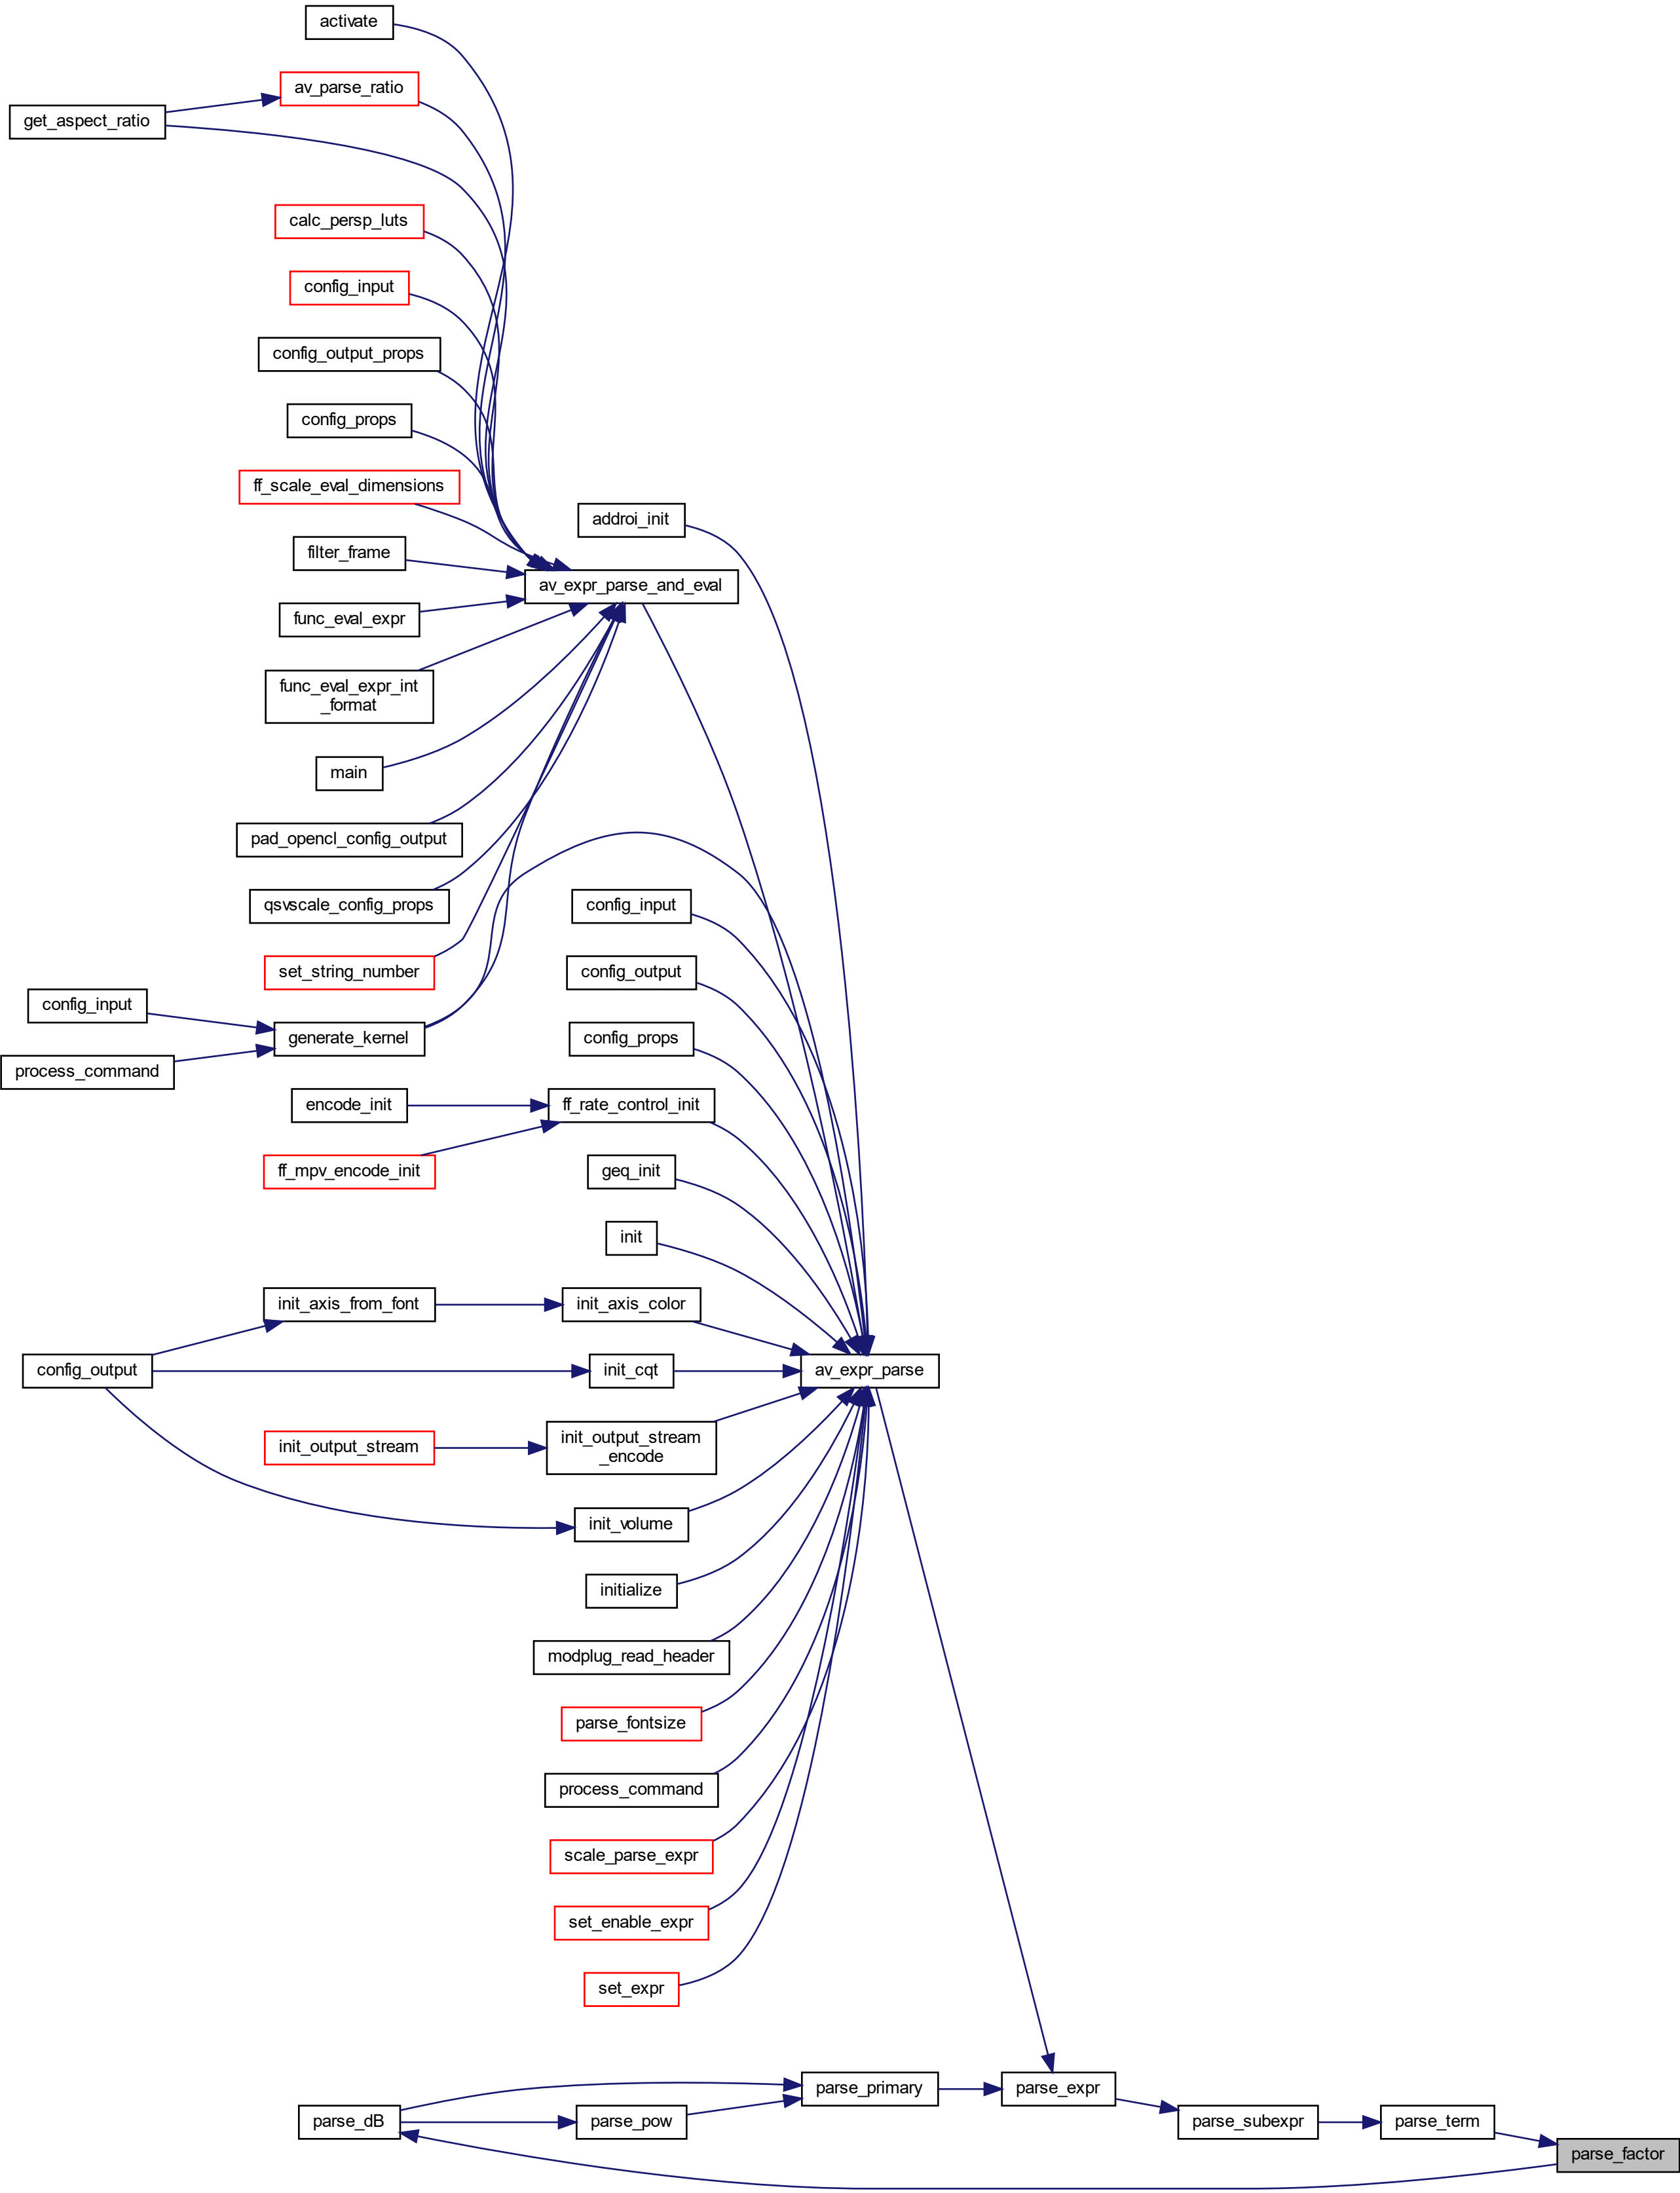 activate
av_parse_ratio
get_aspect_ratio
calc_persp_luts
config_input
config_output_props
config_props
ff_scale_eval_dimensions
addroi_init
filter_frame
av_expr_parse_and_eval
func_eval_expr
func_eval_expr_int
_format
main
pad_opencl_config_output
qsvscale_config_props
config_input
set_string_number
config_output
config_input
generate_kernel
config_props
process_command
encode_init
ff_rate_control_init
ff_mpv_encode_init
geq_init
init
init_axis_from_font
init_axis_color
config_output
init_cqt
av_expr_parse
init_output_stream
init_output_stream
_encode
init_volume
initialize
modplug_read_header
parse_fontsize
process_command
scale_parse_expr
set_enable_expr
set_expr
parse_primary
parse_expr
parse_dB
parse_pow
parse_subexpr
parse_term
parse_factor